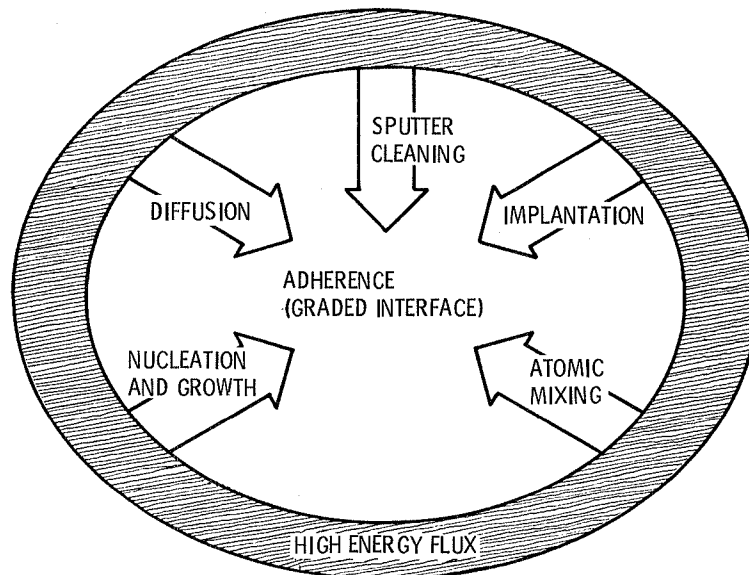 SPUTTER
CLEANING
DIFFUSION
IMPLANTATION
ADHERENCE
(GRADED INTERFACE)
NUCLEATION
AND GROWTH
ATOMIC
MIXING
HIGH ENERGY FLUX